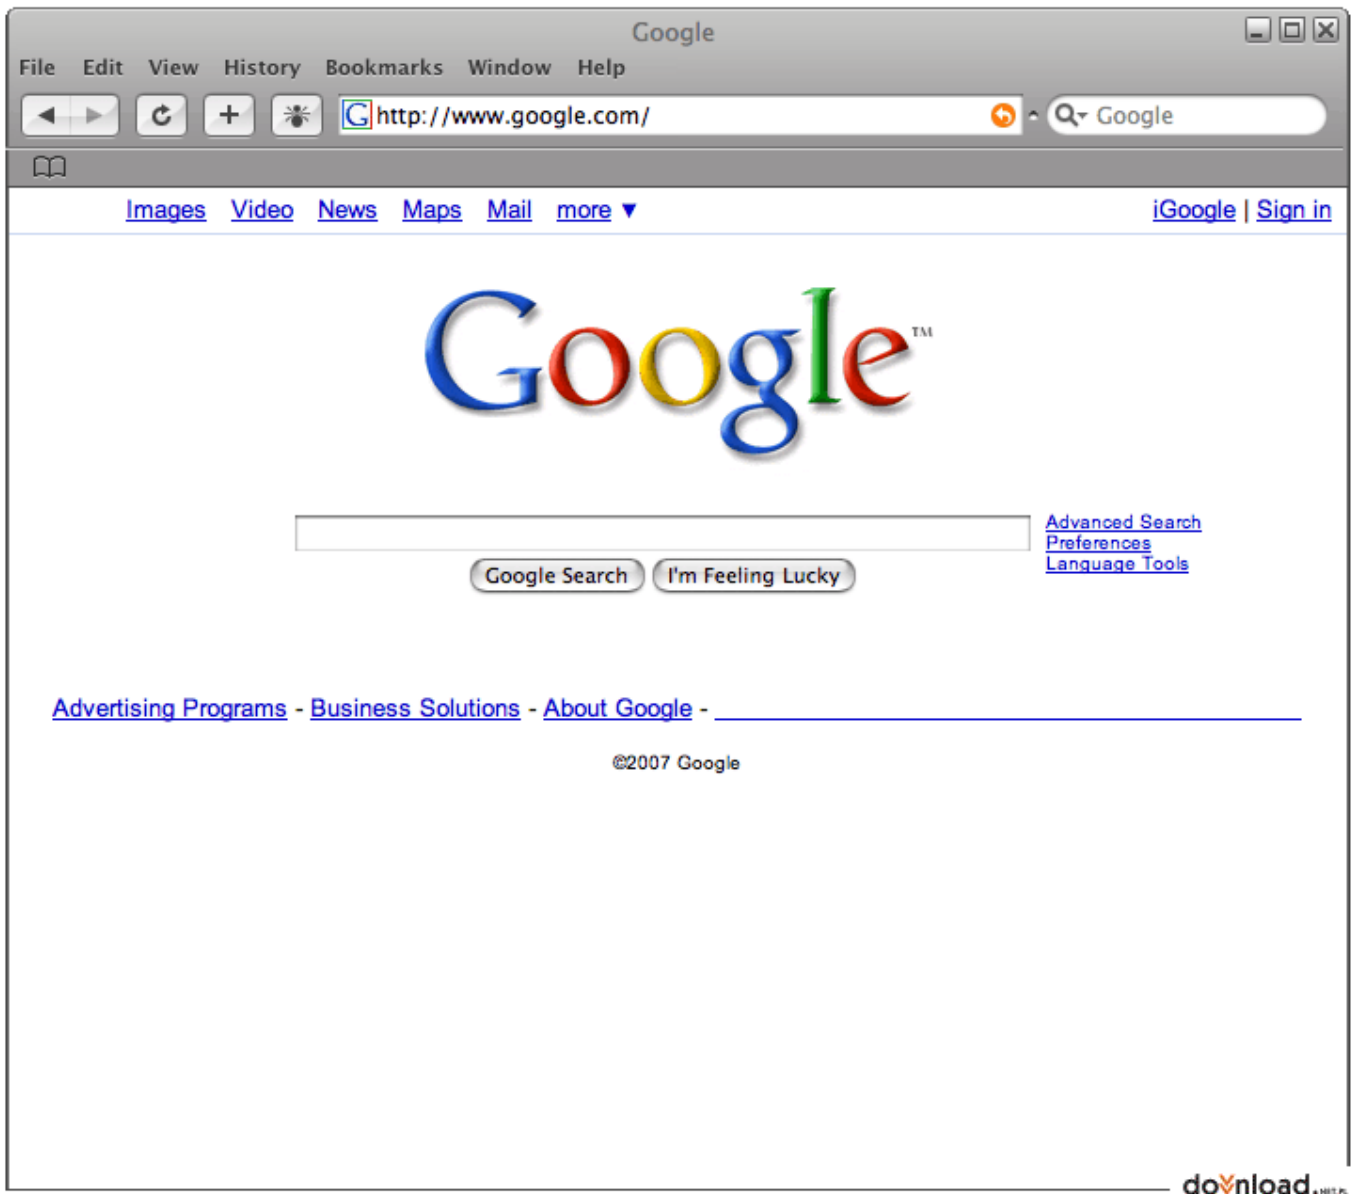 Google
File Edit View History Bookmarks Window Help
G http://www.google.com/ Google
Images Video News Maps Mail more ▼ iGoogle | Sign in
Google™
Advanced Search
Preferences
Language Tools
Google Search I'm Feeling Lucky
Advertising Programs - Business Solutions - About Google -
©2007 Google
download